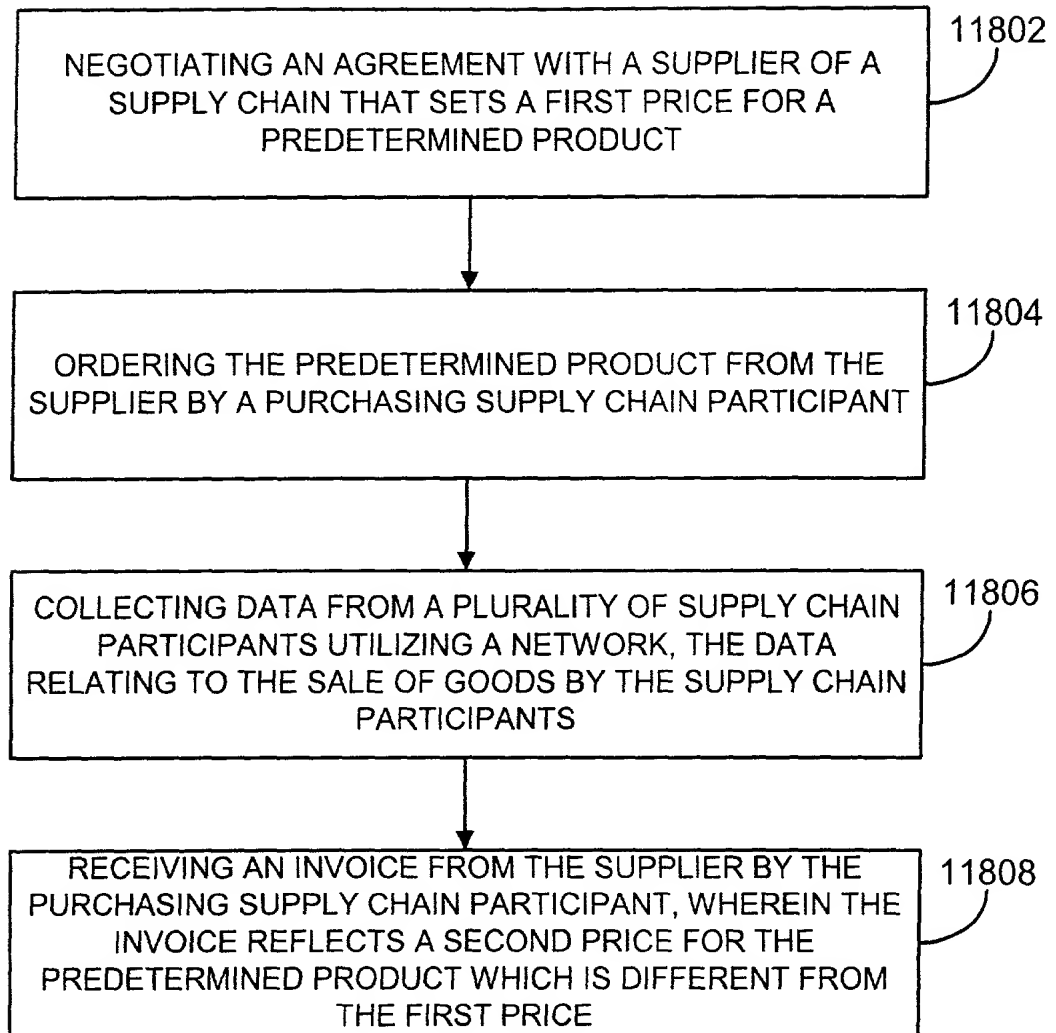 11802
NEGOTIATING AN AGREEMENT WITH A SUPPLIER OF A
SUPPLY CHAIN THAT SETS A FIRST PRICE FOR A
PREDETERMINED PRODUCT
11804
ORDERING THE PREDETERMINED PRODUCT FROM THE
SUPPLIER BY A PURCHASING SUPPLY CHAIN PARTICIPANT
11806
COLLECTING DATA FROM A PLURALITY OF SUPPLY CHAIN
PARTICIPANTS UTILIZING A NETWORK, THE DATA
RELATING TO THE SALE OF GOODS BY THE SUPPLY CHAIN
PARTICIPANTS
11808
RECEIVING AN INVOICE FROM THE SUPPLIER BY THE
PURCHASING SUPPLY CHAIN PARTICIPANT, WHEREIN THE
INVOICE REFLECTS A SECOND PRICE FOR THE
PREDETERMINED PRODUCT WHICH IS DIFFERENT FROM
THE FIRST PRICE